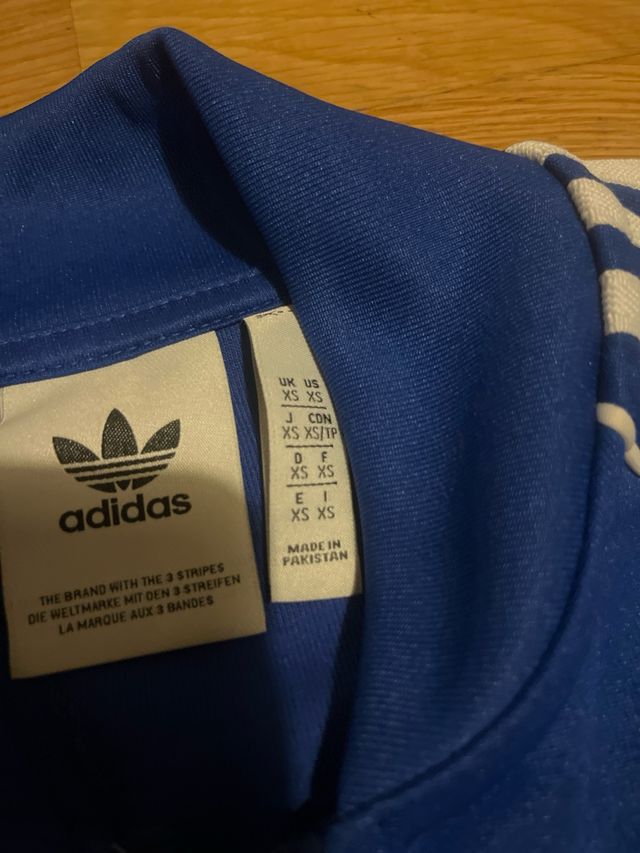 adidas
THE BRAND WITH THE 3 STRIPES
DIE WELTMARKE MIT DEN 3 STREIFEN
LA MARQUE AUX 3 BANDES
UK US
XS XS
J CDN
XS XS/TP
D F
XS XS
E I
XS XS
MADE IN
PAKISTAN